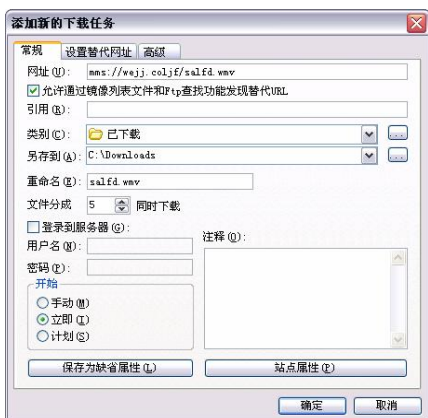 添加新的下载任务
常规 设置替代网址 高级
网址(U): mms://wejj.coljf/salfd.wmv
允许通过镜像列表文件和Ftp查找功能发现替代URL
引用(R):
类别(C): 已下载 ...
另存到(A): C:\Downloads ...
重命名(E): salfd.wmv
文件分成 5 同时下载
登录到服务器(G):
注释(O):
用户名(N):
密码(P):
开始
手动(M)
立即(I)
计划(S)
保存为缺省属性(L) 站点属性(P)
确定 取消